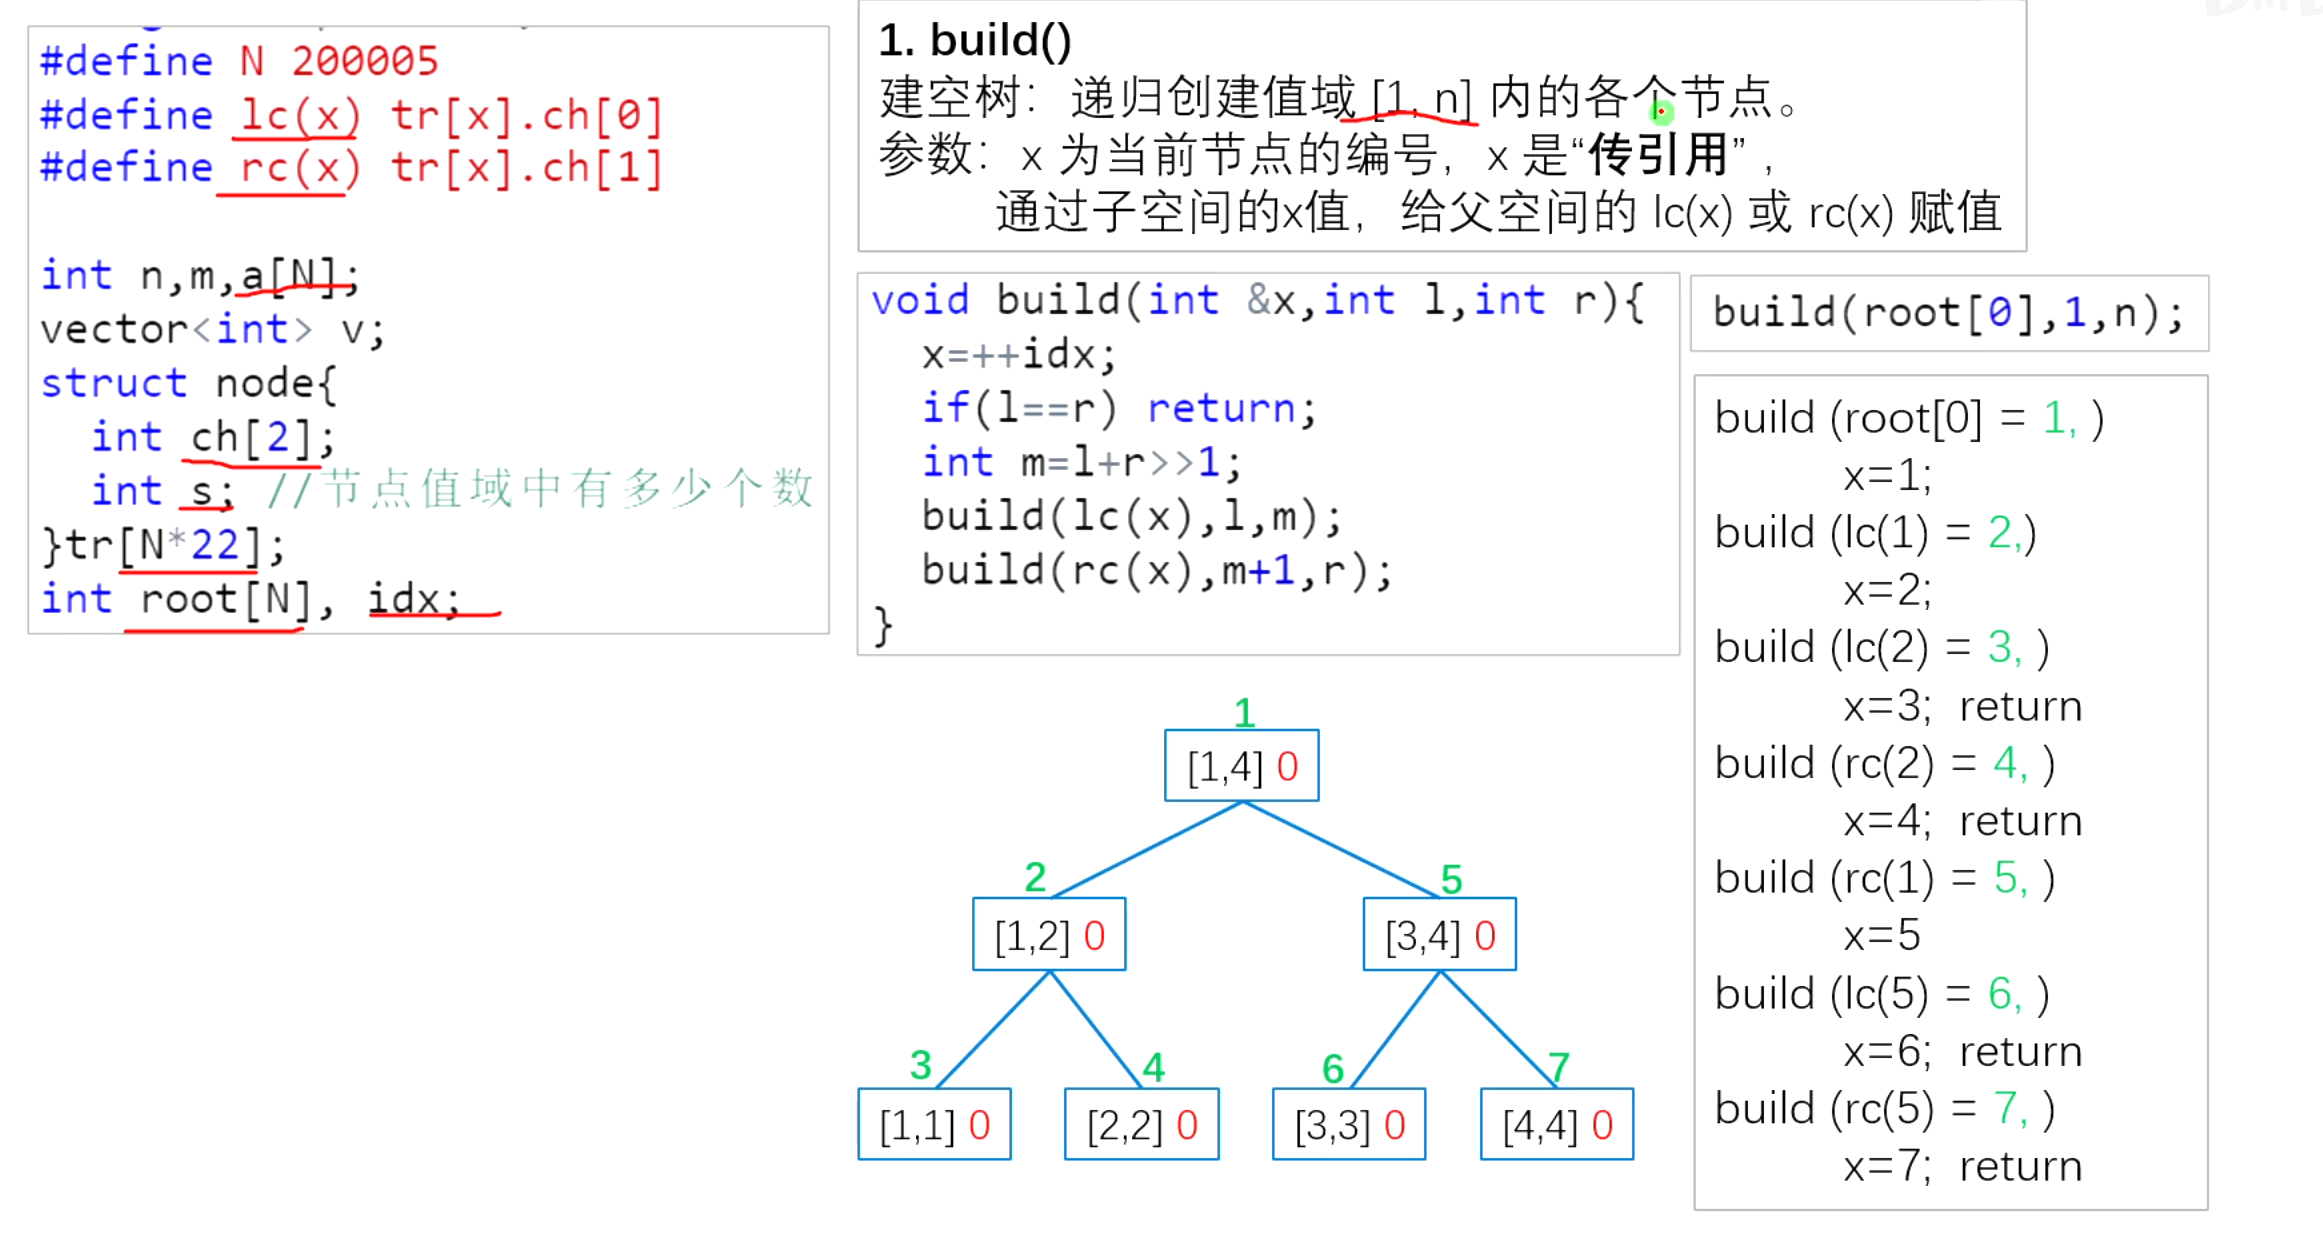 #define N 200005
#define lc(x) tr[x].ch[0]
#define rc(x) tr[x].ch[1]
int n,m,a[N];
vector<int> v;
struct node{
int ch[2];
int s; //节点值域中有多少个数
}tr[N*22];
int root[N], idx;
1. build()
建空树：递归创建值域 [1, n] 内的各个节点。
参数：x 为当前节点的编号，x 是“传引用”，
通过子空间的x值，给父空间的 lc(x) 或 rc(x) 赋值
void build(int &x,int l,int r){
x=++idx;
if(l==r) return;
int m=l+r>>1;
build(lc(x),l,m);
build(rc(x),m+1,r);
}
build(root[0],1,n);
build (root[0] = 1, )
x=1;
build (lc(1) = 2,)
x=2;
build (lc(2) = 3, )
x=3; return
build (rc(2) = 4, )
x=4; return
build (rc(1) = 5, )
x=5
build (lc(5) = 6, )
x=6; return
build (rc(5) = 7, )
x=7; return
1
[1,4] 0
2 5
[1,2] 0 [3,4] 0
3 4 6 7
[1,1] 0 [2,2] 0 [3,3] 0 [4,4] 0